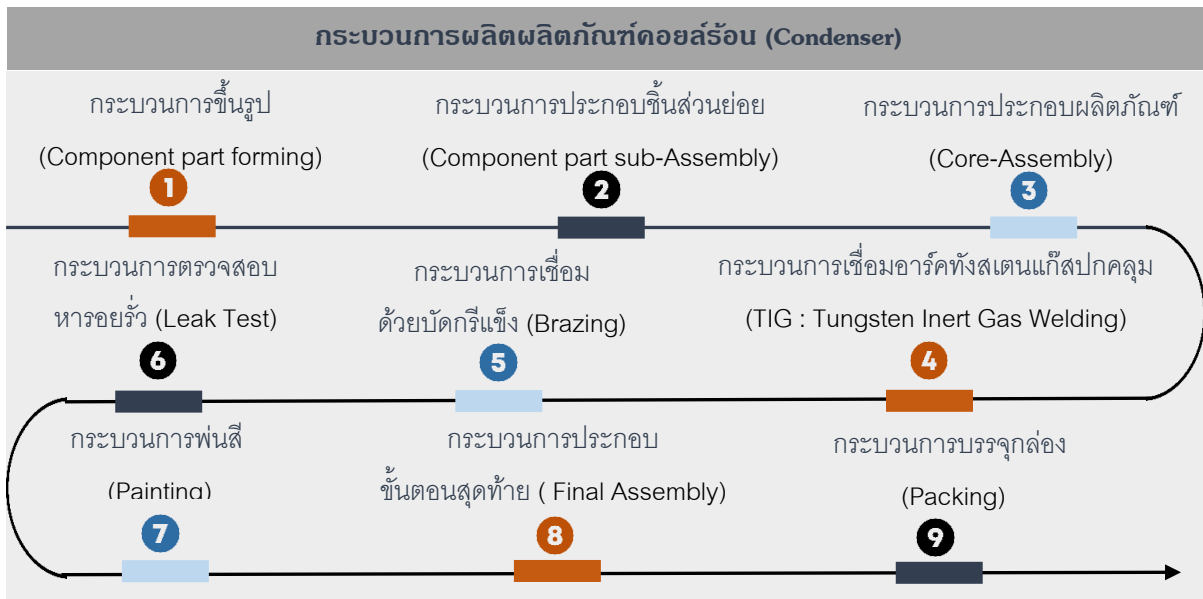 กระบวนการผลิตผลิตภัณฑ์คอยล์ร้อน (Condenser)
กระบวนการขึ้นรูป
(Component part forming)
1
กระบวนการประกอบชิ้นส่วนย่อย
(Component part sub-Assembly)
2
กระบวนการประกอบผลิตภัณฑ์
(Core-Assembly)
3
กระบวนการเชื่อมอาร์คทังสเตนแก๊สปกคลุม
(TIG : Tungsten Inert Gas Welding)
4
กระบวนการเชื่อม
ด้วยบัดกรีแข็ง (Brazing)
5
กระบวนการตรวจสอบ
หารอยรั่ว (Leak Test)
6
กระบวนการพ่นสี
(Painting)
7
กระบวนการประกอบ
ขั้นตอนสุดท้าย ( Final Assembly)
8
กระบวนการบรรจุกล่อง
(Packing)
9